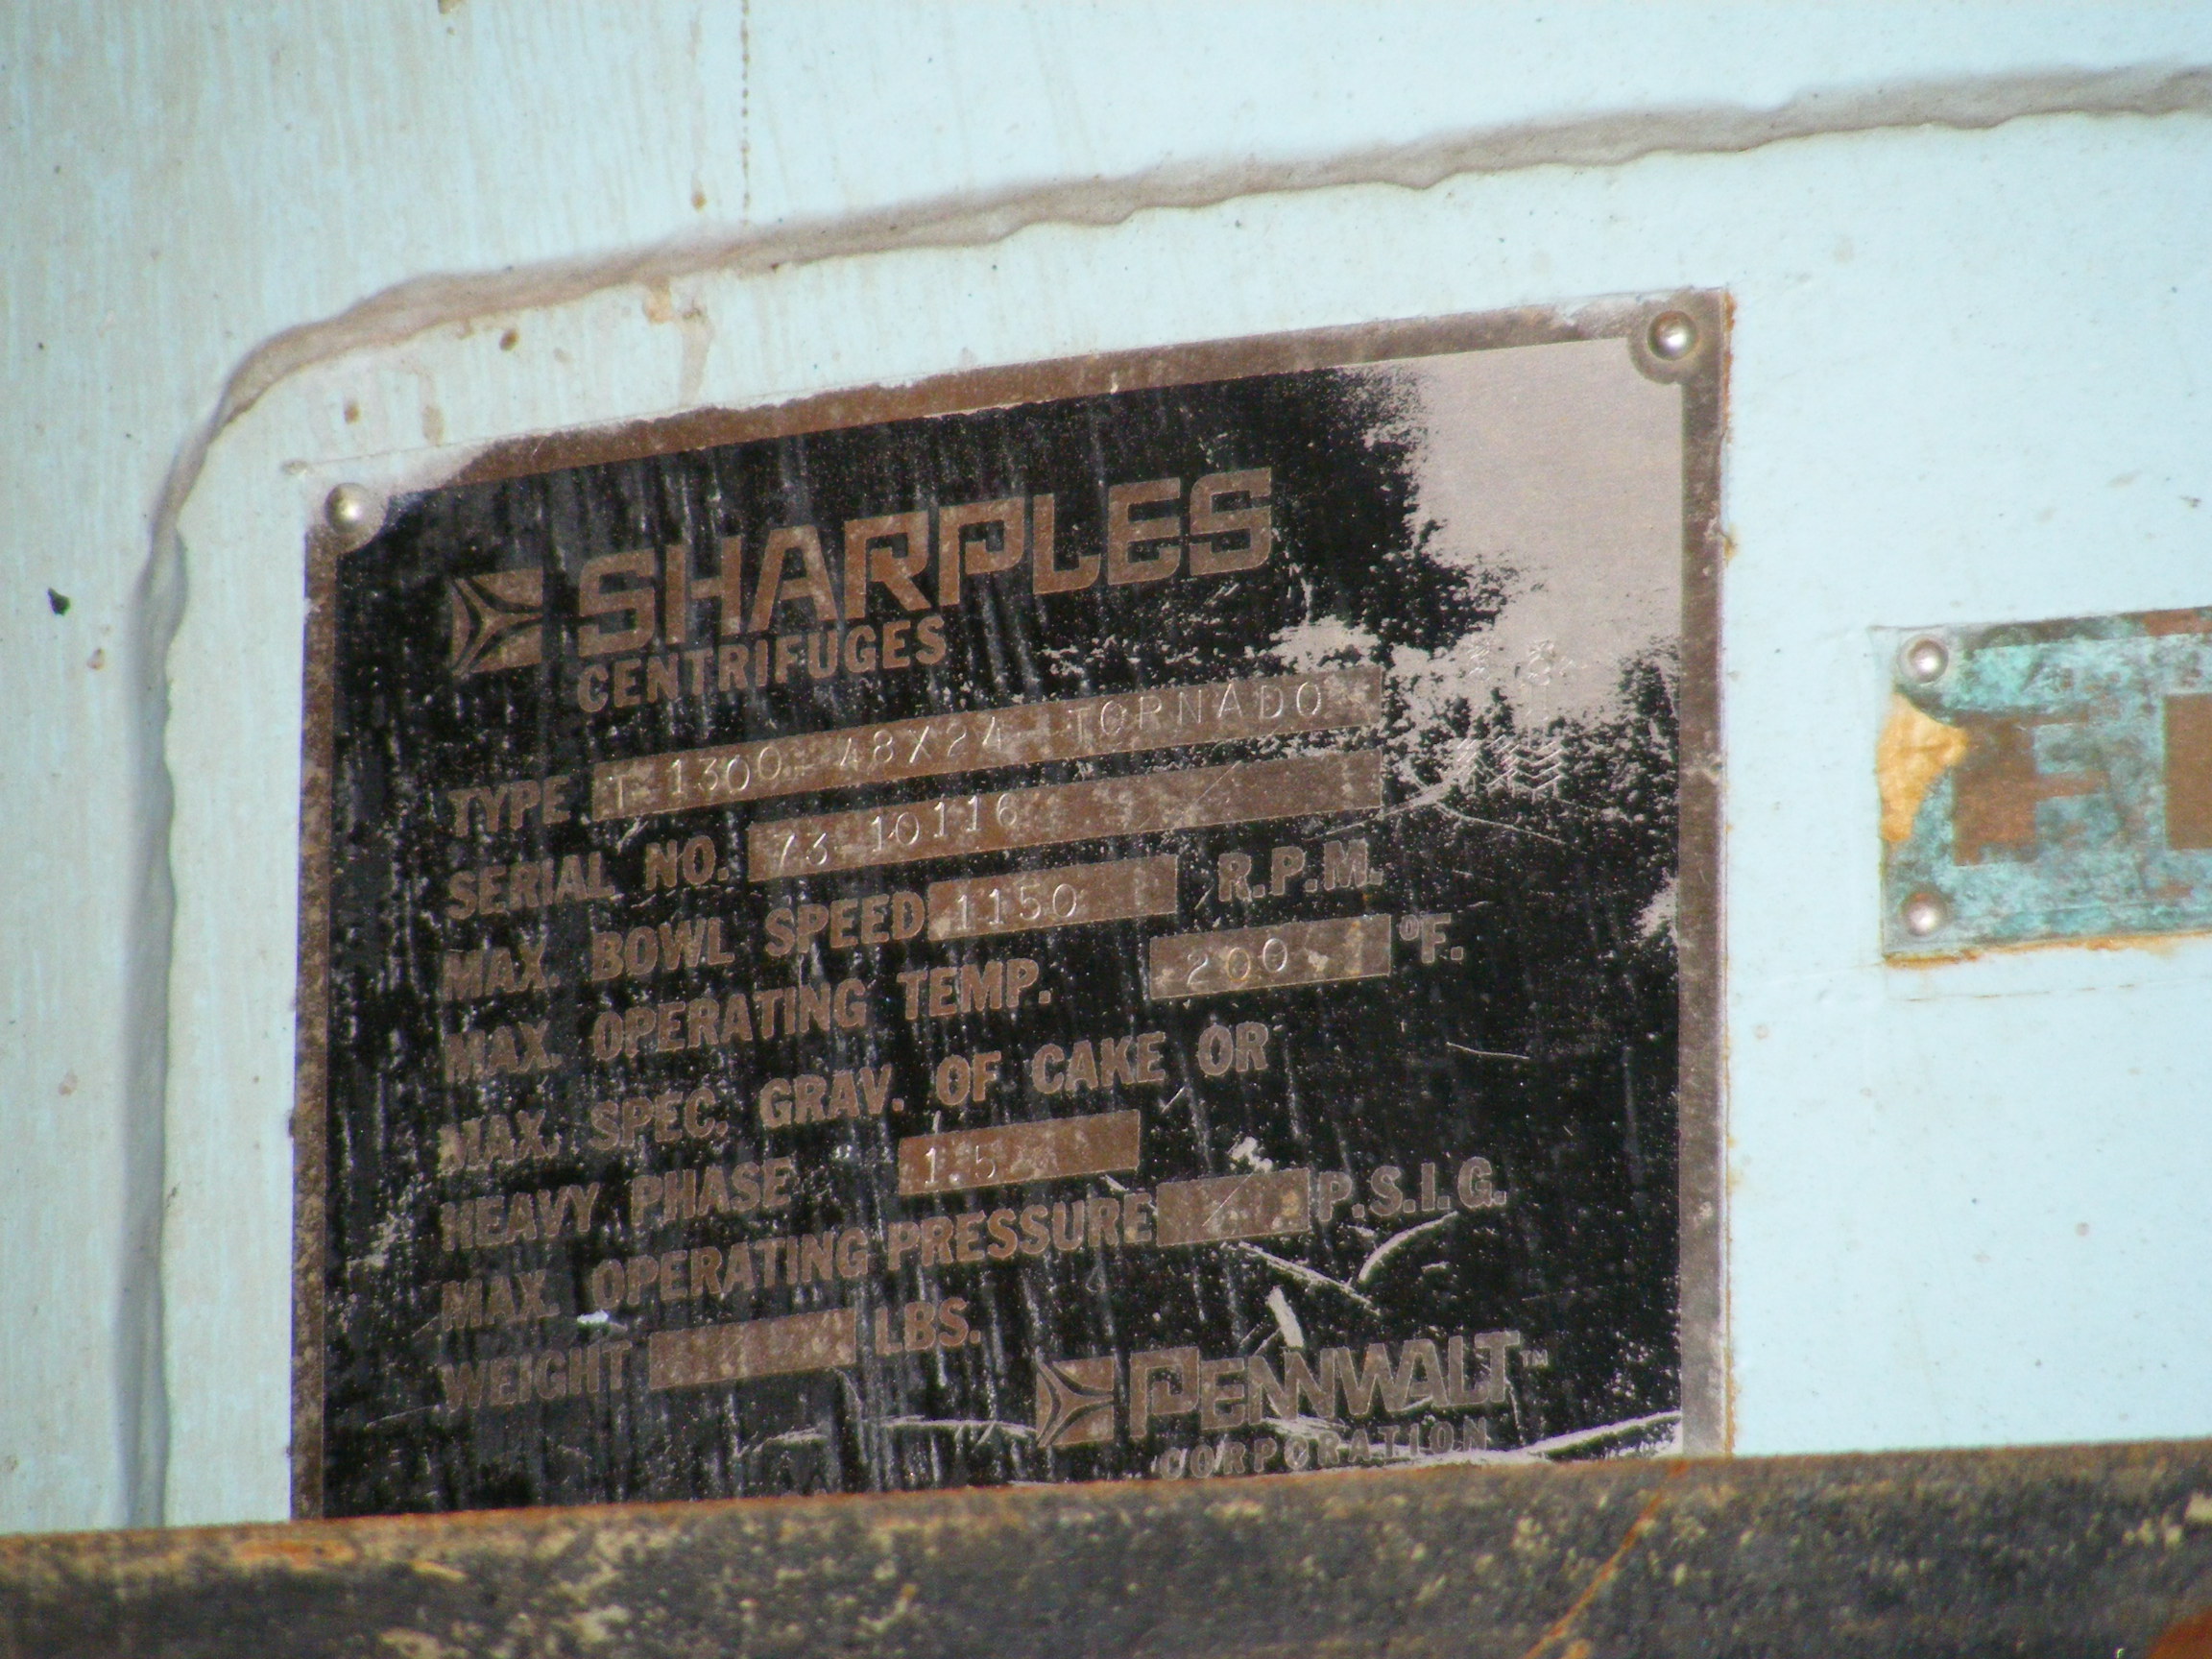 SHARPLES
CENTRIFUGES
TYPE T-1300-48X24 TORNADO
SERIAL NO. 73-10116
MAX. BOWL SPEED 1150 R.P.M.
MAX. OPERATING TEMP. 200 °F.
MAX. SPEC. GRAV. OF CAKE OR
HEAVY PHASE 1.5
MAX. OPERATING PRESSURE P.S.I.G.
WEIGHT LBS.
PENNWALT™
CORPORATION